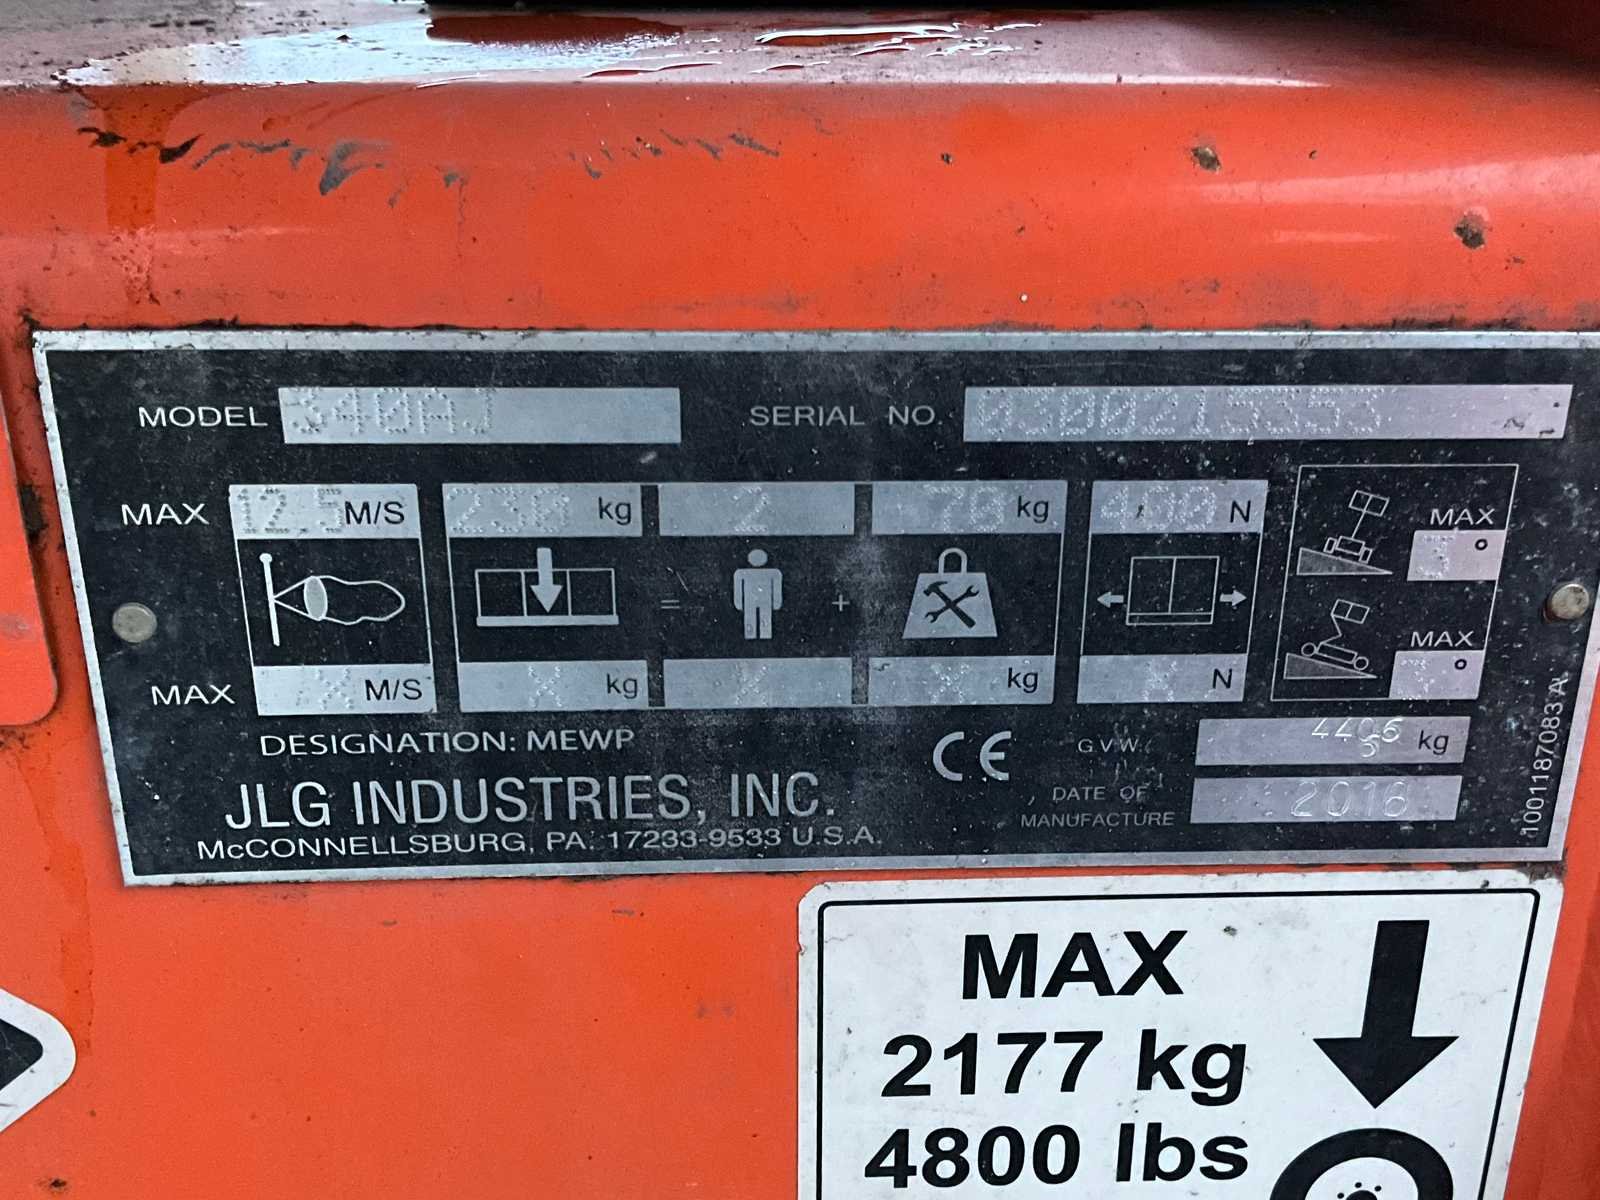 MODEL 340AJ SERIAL NO. 0300215353
MAX 12.5 M/S 230 kg 2 70 kg 400 N MAX 3°
= +
MAX °
MAX X M/S X kg X X kg X N
DESIGNATION: MEWP
CE G.V.W. kg
JLG INDUSTRIES, INC. DATE OF MANUFACTURE 2016
McCONNELLSBURG, PA. 17233-9533 U.S.A.
1001187083 A
MAX
2177 kg
4800 lbs